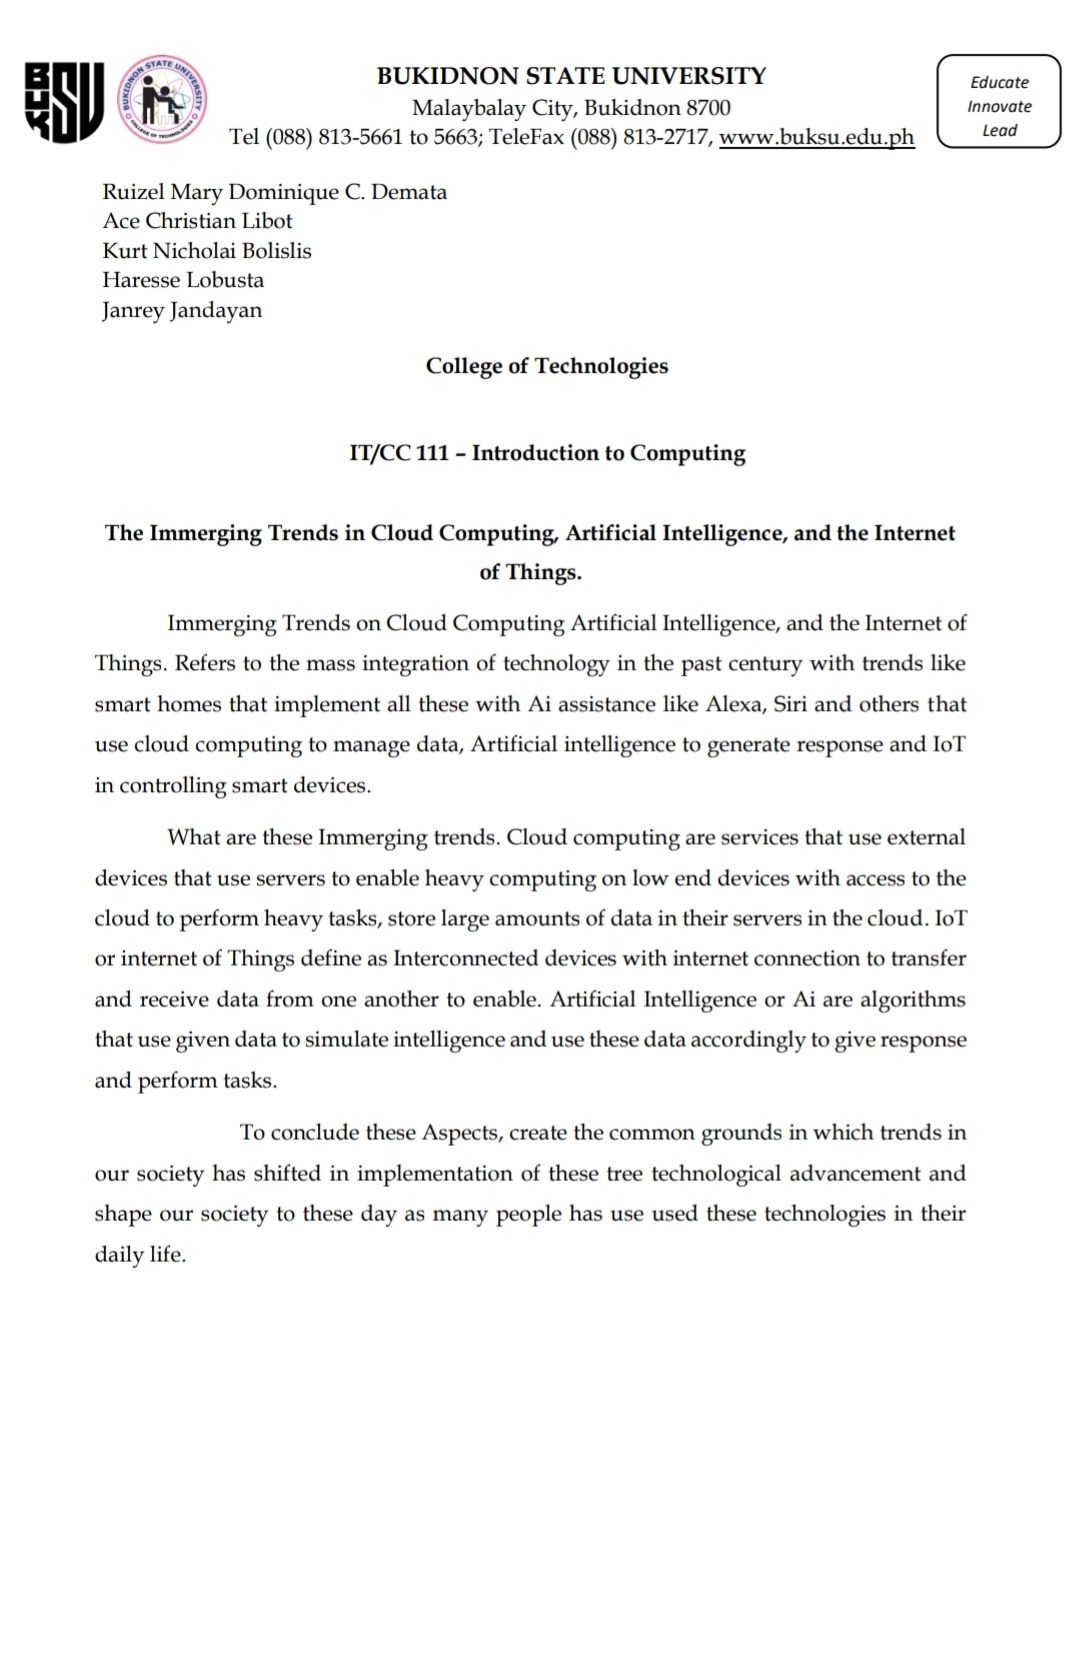 BUKSU
BUKIDNON STATE UNIVERSITY
COLLEGE OF TECHNOLOGIES
BUKIDNON STATE UNIVERSITY
Malaybalay City, Bukidnon 8700
Tel (088) 813-5661 to 5663; TeleFax (088) 813-2717, www.buksu.edu.ph
Educate
Innovate
Lead
Ruizel Mary Dominique C. Demata
Ace Christian Libot
Kurt Nicholai Bolislis
Haresse Lobusta
Janrey Jandayan
College of Technologies
IT/CC 111 – Introduction to Computing
The Immerging Trends in Cloud Computing, Artificial Intelligence, and the Internet
of Things.
Immerging Trends on Cloud Computing Artificial Intelligence, and the Internet of
Things. Refers to the mass integration of technology in the past century with trends like
smart homes that implement all these with Ai assistance like Alexa, Siri and others that
use cloud computing to manage data, Artificial intelligence to generate response and IoT
in controlling smart devices.
What are these Immerging trends. Cloud computing are services that use external
devices that use servers to enable heavy computing on low end devices with access to the
cloud to perform heavy tasks, store large amounts of data in their servers in the cloud. IoT
or internet of Things define as Interconnected devices with internet connection to transfer
and receive data from one another to enable. Artificial Intelligence or Ai are algorithms
that use given data to simulate intelligence and use these data accordingly to give response
and perform tasks.
To conclude these Aspects, create the common grounds in which trends in
our society has shifted in implementation of these tree technological advancement and
shape our society to these day as many people has use used these technologies in their
daily life.